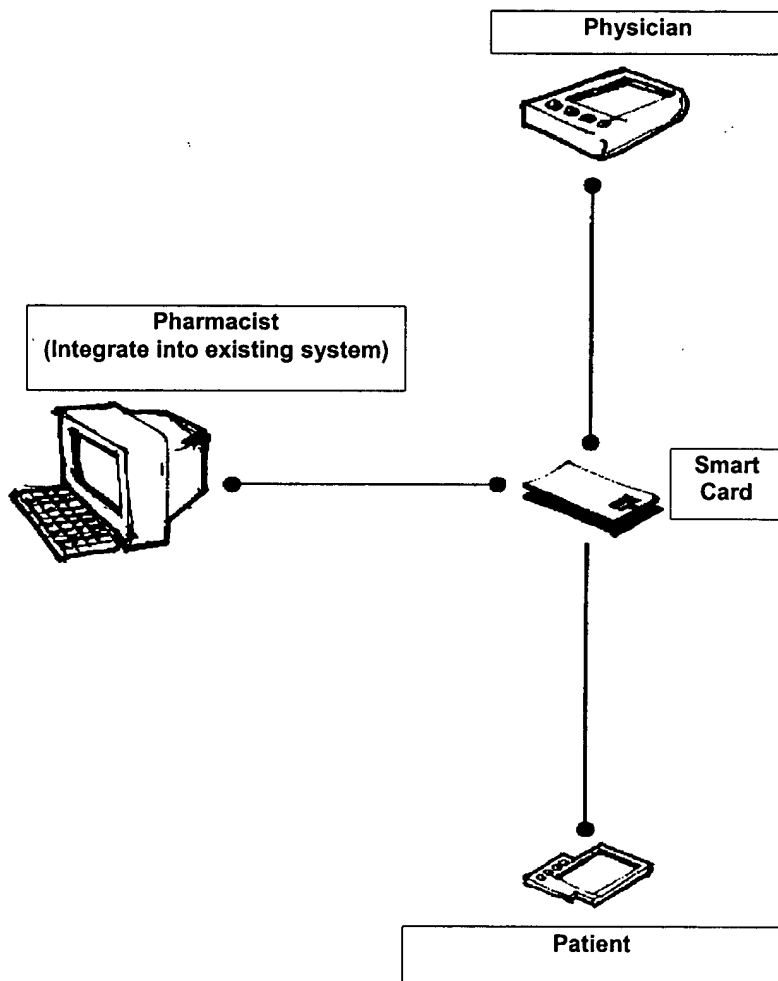 Physician
Pharmacist
(Integrate into existing system)
Smart
Card
Patient